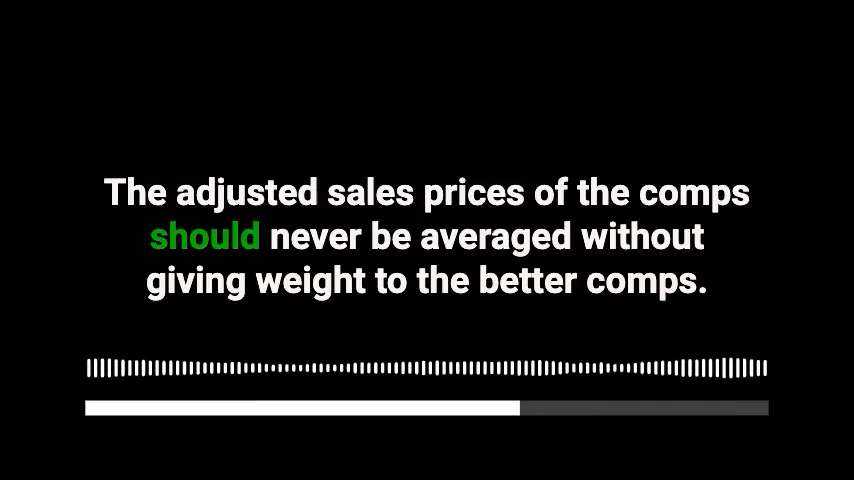 The adjusted sales prices of the comps
should never be averaged without
giving weight to the better comps.